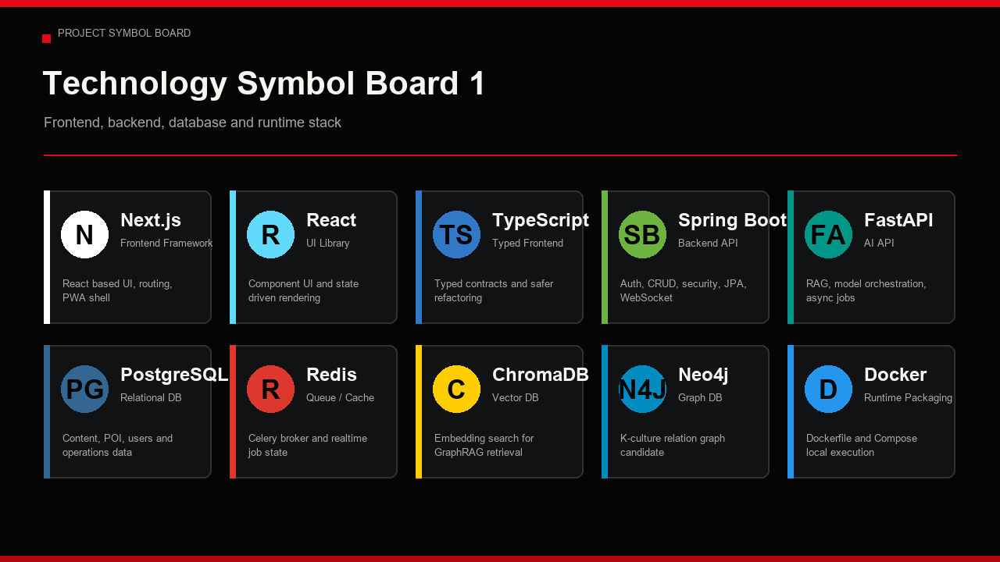 PROJECT SYMBOL BOARD
Technology Symbol Board 1
Frontend, backend, database and runtime stack
N
Next.js
Frontend Framework
React based UI, routing,
PWA shell
R
React
UI Library
Component UI and state
driven rendering
TS
TypeScript
Typed Frontend
Typed contracts and safer
refactoring
SB
Spring Boot
Backend API
Auth, CRUD, security, JPA,
WebSocket
FA
FastAPI
AI API
RAG, model orchestration,
async jobs
PG
PostgreSQL
Relational DB
Content, POI, users and
operations data
R
Redis
Queue / Cache
Celery broker and realtime
job state
C
ChromaDB
Vector DB
Embedding search for
GraphRAG retrieval
N4J
Neo4j
Graph DB
K-culture relation graph
candidate
D
Docker
Runtime Packaging
Dockerfile and Compose
local execution